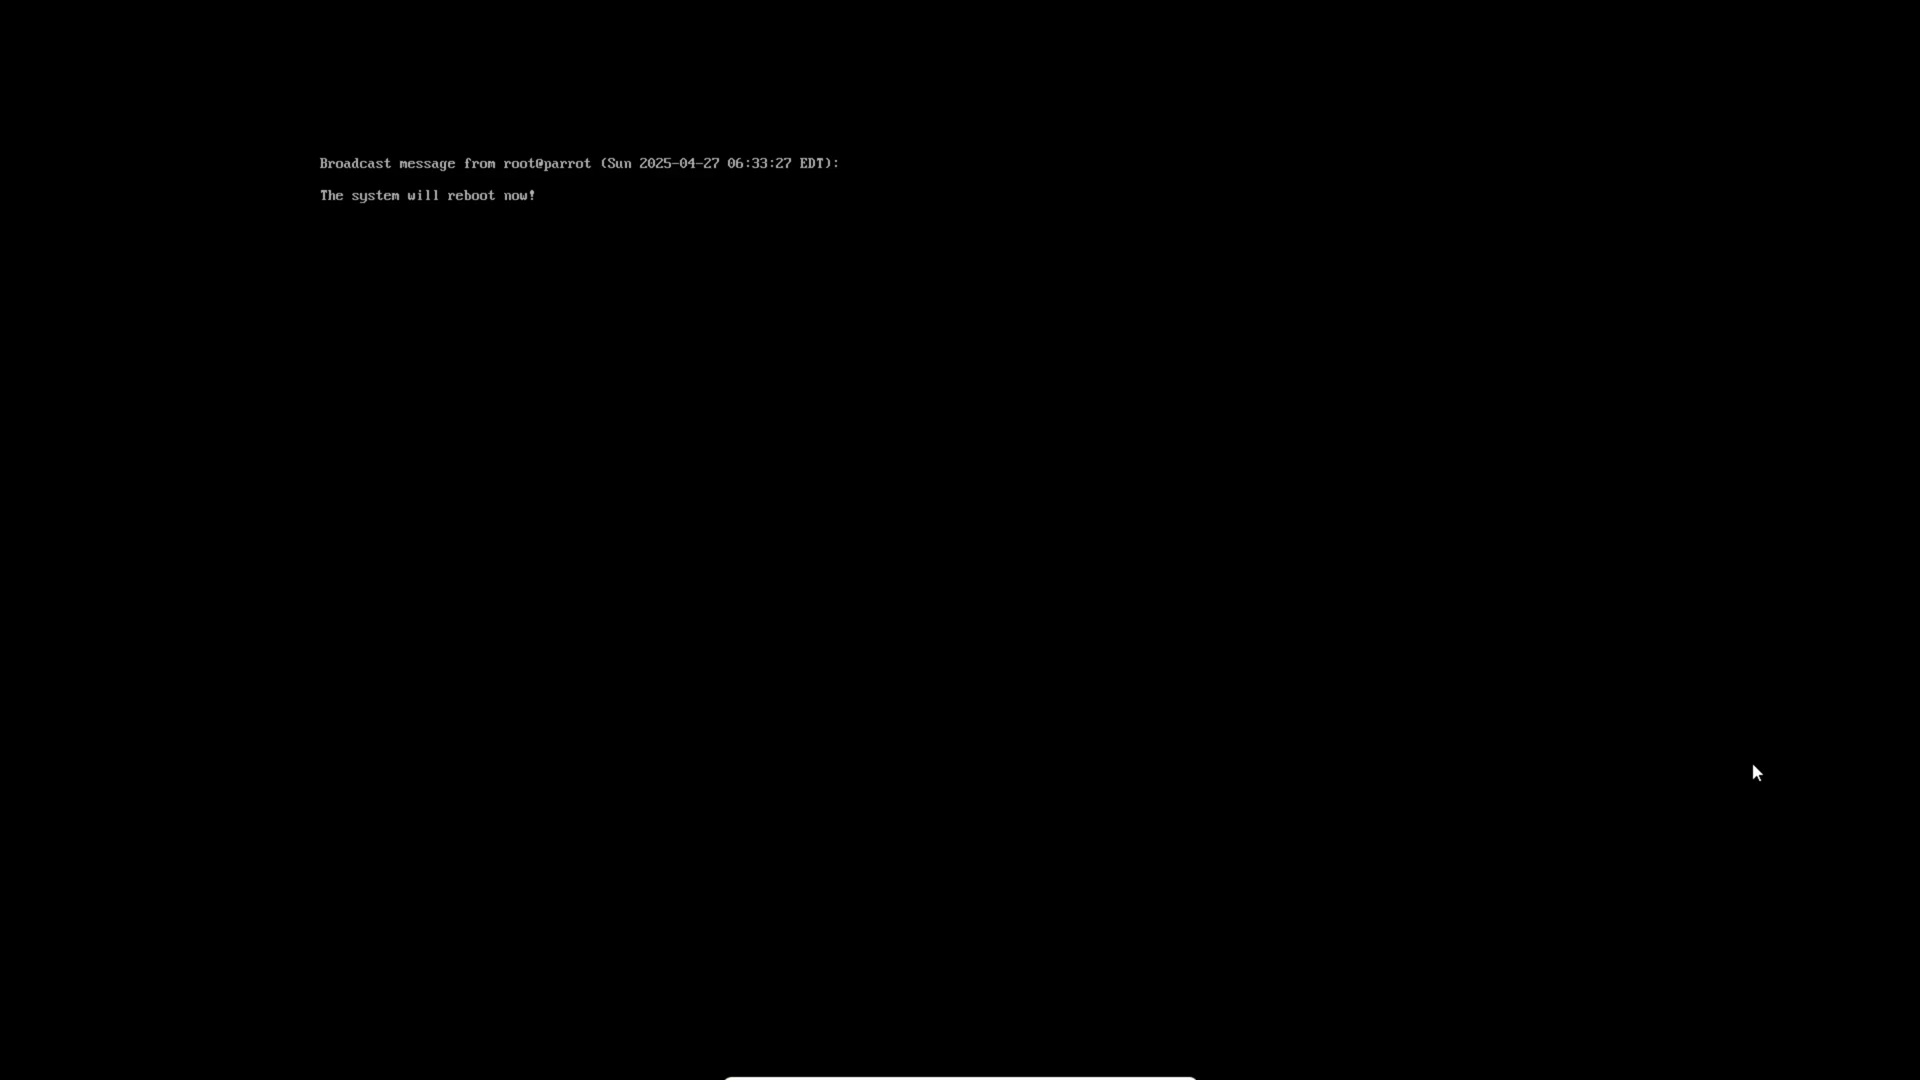 Broadcast message from root@parrot (Sun 2025-04-27 06:33:27 EDT):
The system will reboot now!